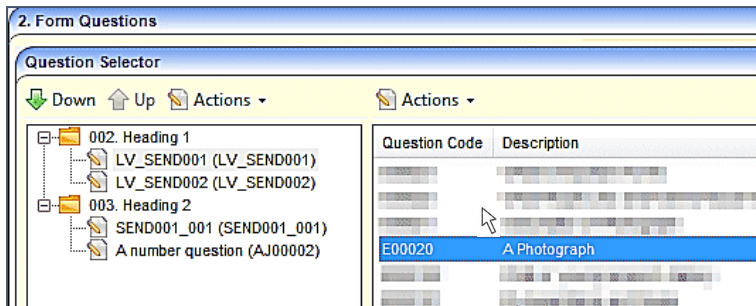 2. Form Questions
Question Selector
Down Up Actions
002. Heading 1
LV_SEND001 (LV_SEND001)
LV_SEND002 (LV_SEND002)
003. Heading 2
SEND001_001 (SEND001_001)
A number question (AJ00002)
Actions
Question Code Description
E00020 A Photograph